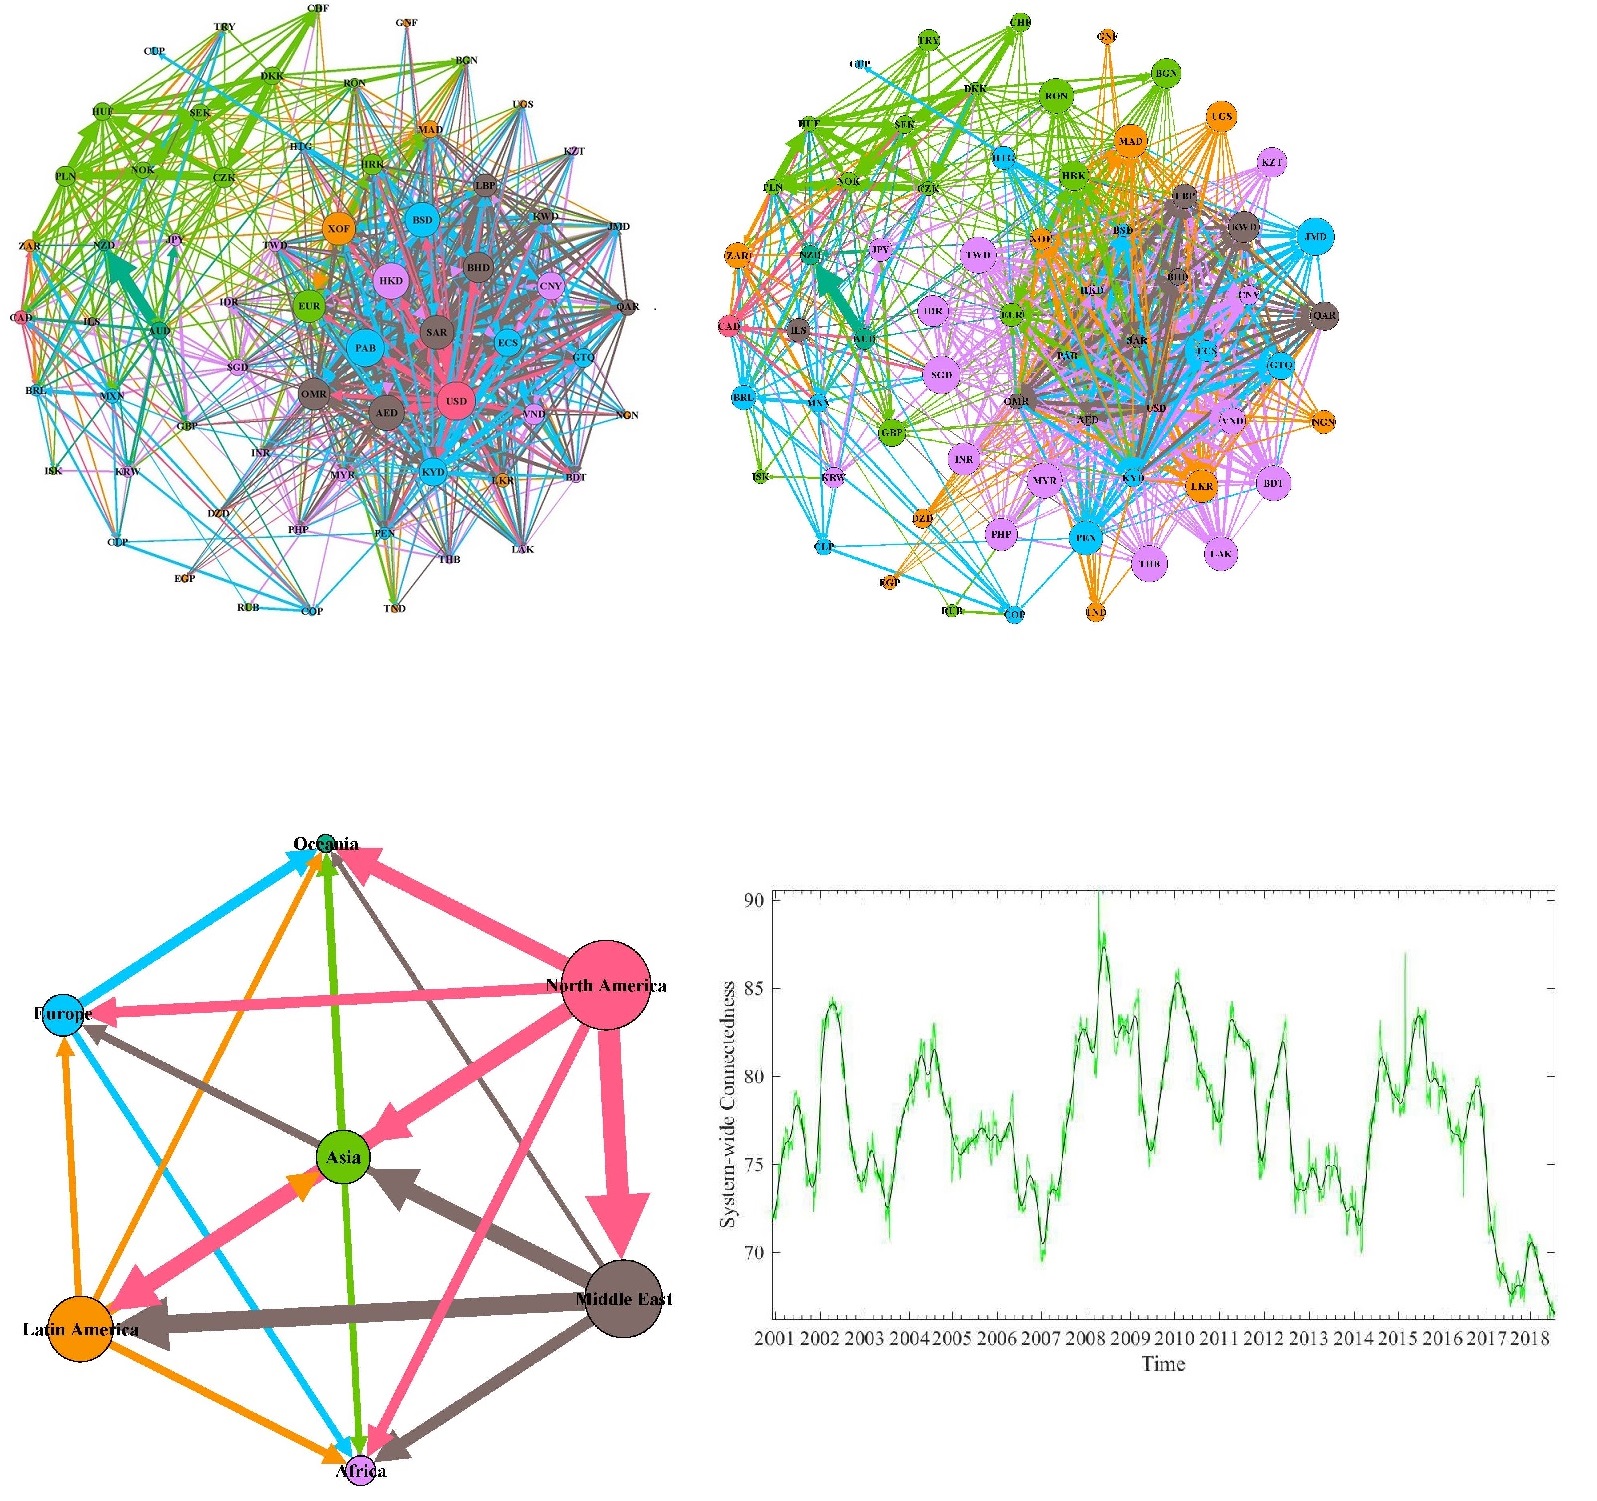 CHF
TRY
GNF
CUP
BGN
DKK
RON
HUF
SEK
UGS
MAD
HTG
KZT
HRK
NOK
PLN
CZK
LBP
BSD
KWD
XOF
JMD
ZAR
NZD
JPY
TWD
BHD
HKD
CNY
IDR
EUR
QAR
CAD
ILS
AUD
SAR
PAB
ECS
GTQ
SGD
BRL
MXN
OMR
USD
AED
VND
NGN
GBP
INR
ISK
KRW
MYR
KYD
LKR
BDT
DZD
PHP
PEN
CLP
LAK
THB
EGP
RUB
COP
TND
CHF
TRY
GNF
CUP
BGN
DKK
RON
UGS
HUF
SEK
MAD
HTG
KZT
HRK
NOK
PLN
CZK
LBP
KWD
BSD
JMD
XOF
JPY
NZD
TWD
ZAR
BHD
HKD
CNY
IDR
EUR
QAR
CAD
ILS
AUD
SAR
ECS
PAB
GTQ
SGD
BRL
MXN
OMR
USD
AED
VND
NGN
GBP
INR
ISK
KRW
KYD
MYR
BDT
LKR
DZD
PHP
PEN
CLP
LAK
THB
EGP
RUB
COP
TND
Oceania
North America
Europe
Asia
Middle East
Latin America
Africa
90
85
80
75
70
System-wide Connectedness
2001 2002 2003 2004 2005 2006 2007 2008 2009 2010 2011 2012 2013 2014 2015 2016 2017 2018
Time